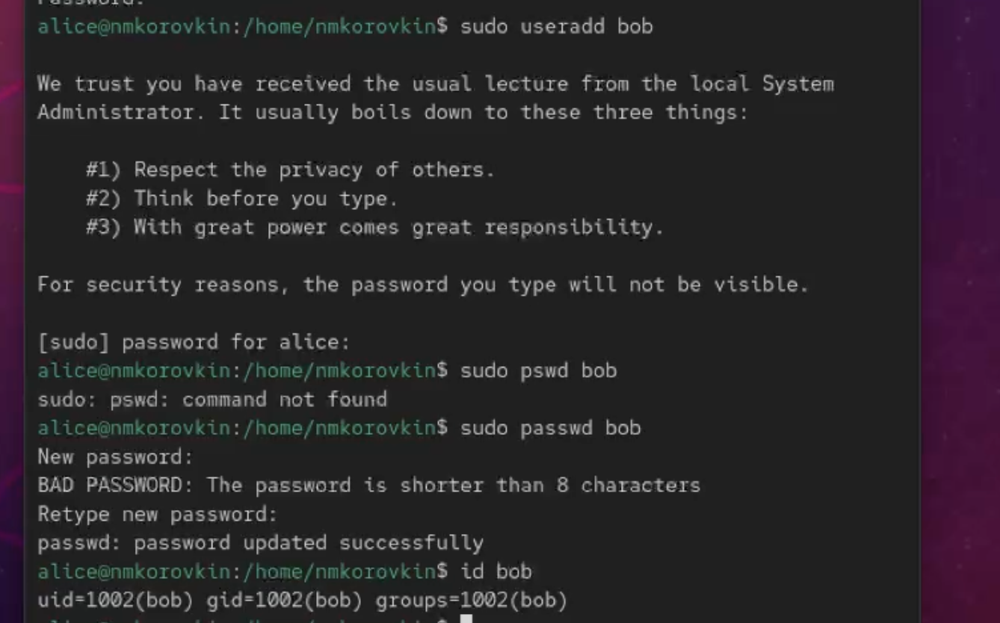 Password:
alice@nmkorovkin:/home/nmkorovkin$ sudo useradd bob
We trust you have received the usual lecture from the local System
Administrator. It usually boils down to these three things:
#1) Respect the privacy of others.
#2) Think before you type.
#3) With great power comes great responsibility.
For security reasons, the password you type will not be visible.
[sudo] password for alice:
alice@nmkorovkin:/home/nmkorovkin$ sudo pswd bob
sudo: pswd: command not found
alice@nmkorovkin:/home/nmkorovkin$ sudo passwd bob
New password:
BAD PASSWORD: The password is shorter than 8 characters
Retype new password:
passwd: password updated successfully
alice@nmkorovkin:/home/nmkorovkin$ id bob
uid=1002(bob) gid=1002(bob) groups=1002(bob)
alice@nmkorovkin:/home/nmkorovkin$